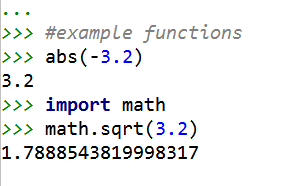 ...
>>> #example functions
>>> abs(-3.2)
3.2
>>> import math
>>> math.sqrt(3.2)
1.7888543819998317